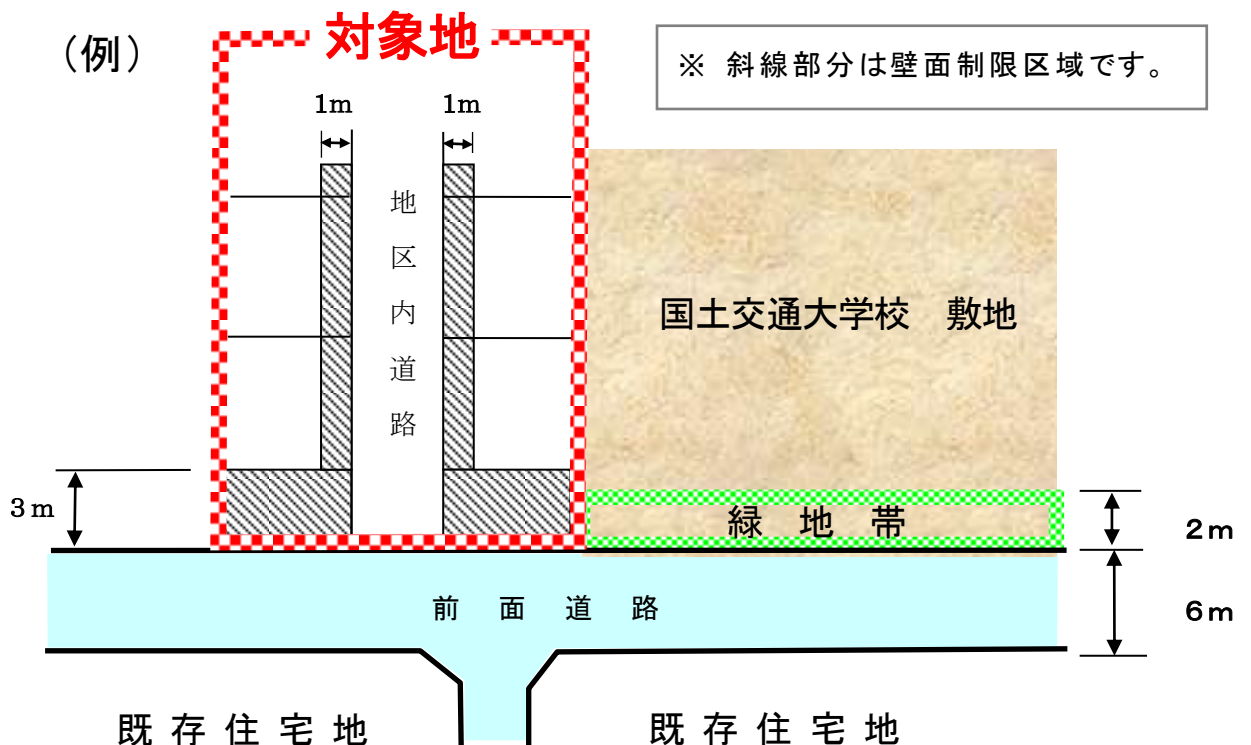 (例)
対象地
※ 斜線部分は壁面制限区域です。
1m
1m
地区内道路
国土交通大学校 敷地
3m
緑地帯
2m
前面道路
6m
既存住宅地
既存住宅地